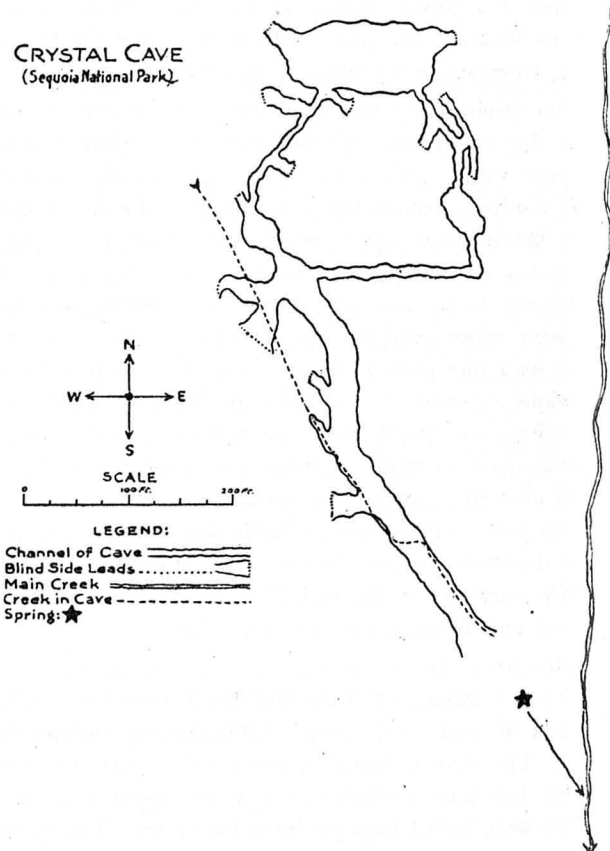 CRYSTAL CAVE
(Sequoia National Park)
N
W E
S
SCALE
0 100 FT. 200 FT.
LEGEND:
Channel of Cave
Blind Side Leads
Main Creek
Creek in Cave
Spring: